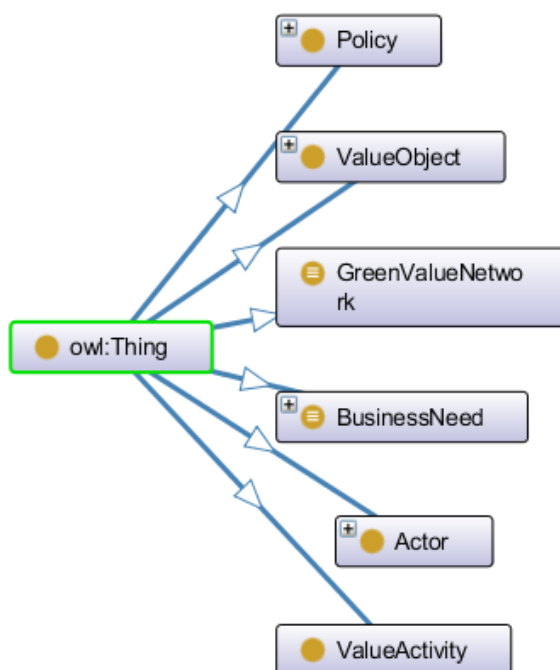 Policy
ValueObject
GreenValueNetwo
rk
owl:Thing
BusinessNeed
Actor
ValueActivity